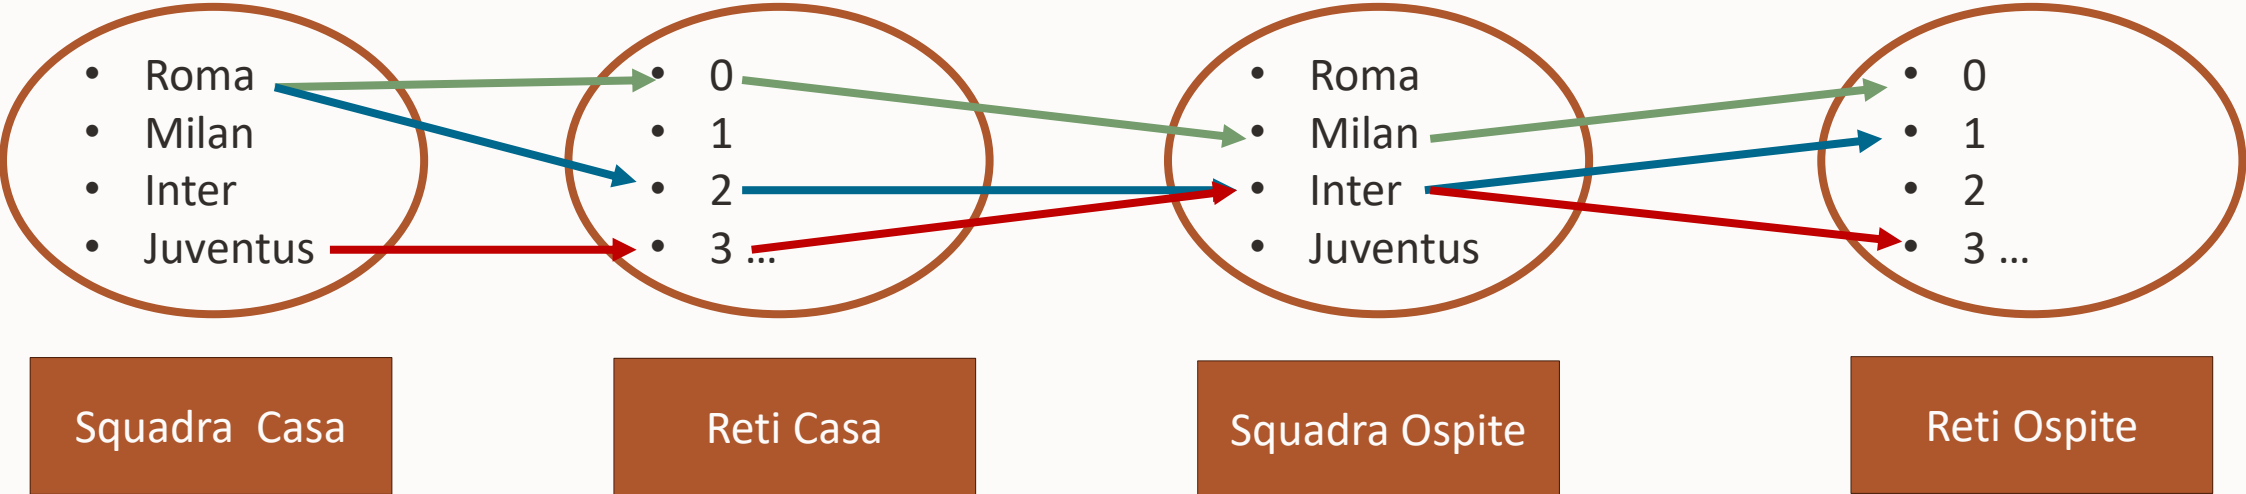 • Roma
• Milan
• Inter
• Juventus
• 0
• 1
• 2
• 3 ...
• Roma
• Milan
• Inter
• Juventus
• 0
• 1
• 2
• 3 ...
Squadra Casa
Reti Casa
Squadra Ospite
Reti Ospite